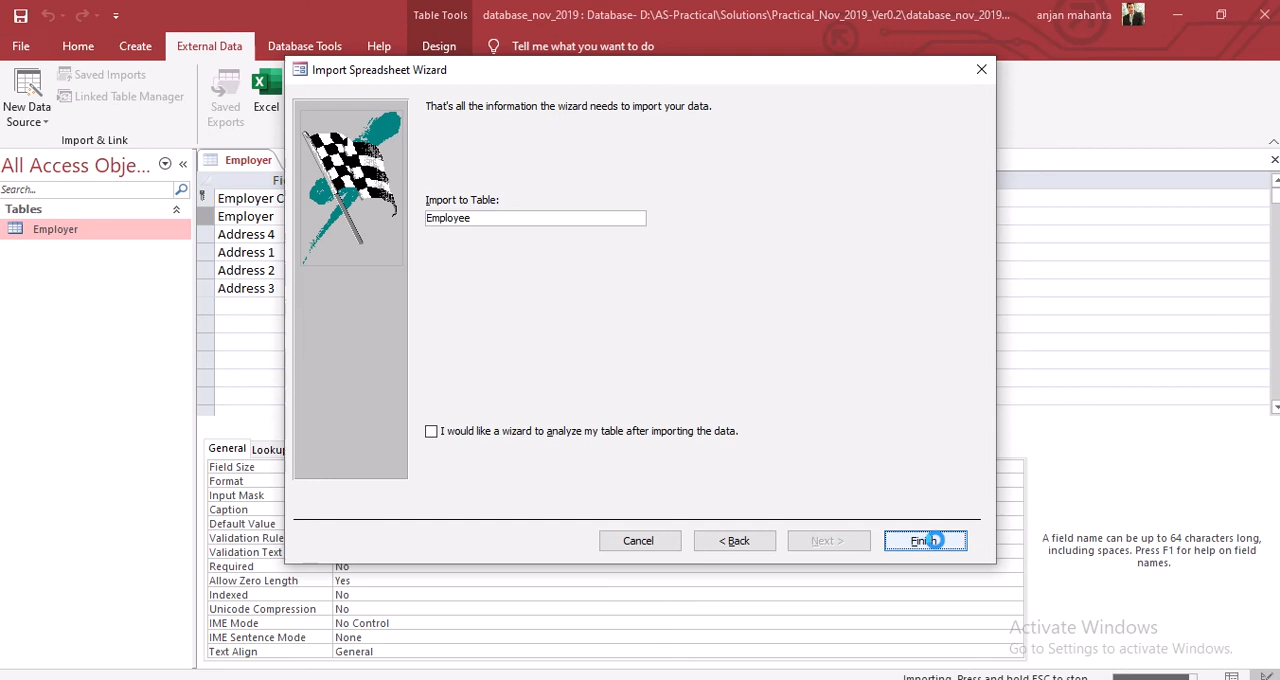 Table Tools
database_nov_2019 : Database- D:\AS-Practical\Solutions\Practical_Nov_2019_Ver0.2\database_nov_2019...
anjan mahanta
File
Home
Create
External Data
Database Tools
Help
Design
Tell me what you want to do
New Data Source
Saved Imports
Linked Table Manager
Saved Exports
Excel
Import & Link
All Access Obje...
Search...
Tables
Employer
Employer
Employer
Address 4
Address 1
Address 2
Address 3
Import Spreadsheet Wizard
That's all the information the wizard needs to import your data.
Import to Table:
Employee
I would like a wizard to analyze my table after importing the data.
Cancel
< Back
Next >
Finish
General
Lookup
Field Size
Format
Input Mask
Caption
Default Value
Validation Rule
Validation Text
Required No
Allow Zero Length Yes
Indexed No
Unicode Compression No
IME Mode No Control
IME Sentence Mode None
Text Align General
A field name can be up to 64 characters long,
including spaces. Press F1 for help on field
names.
Activate Windows
Go to Settings to activate Windows.
Importing. Press and hold ESC to stop